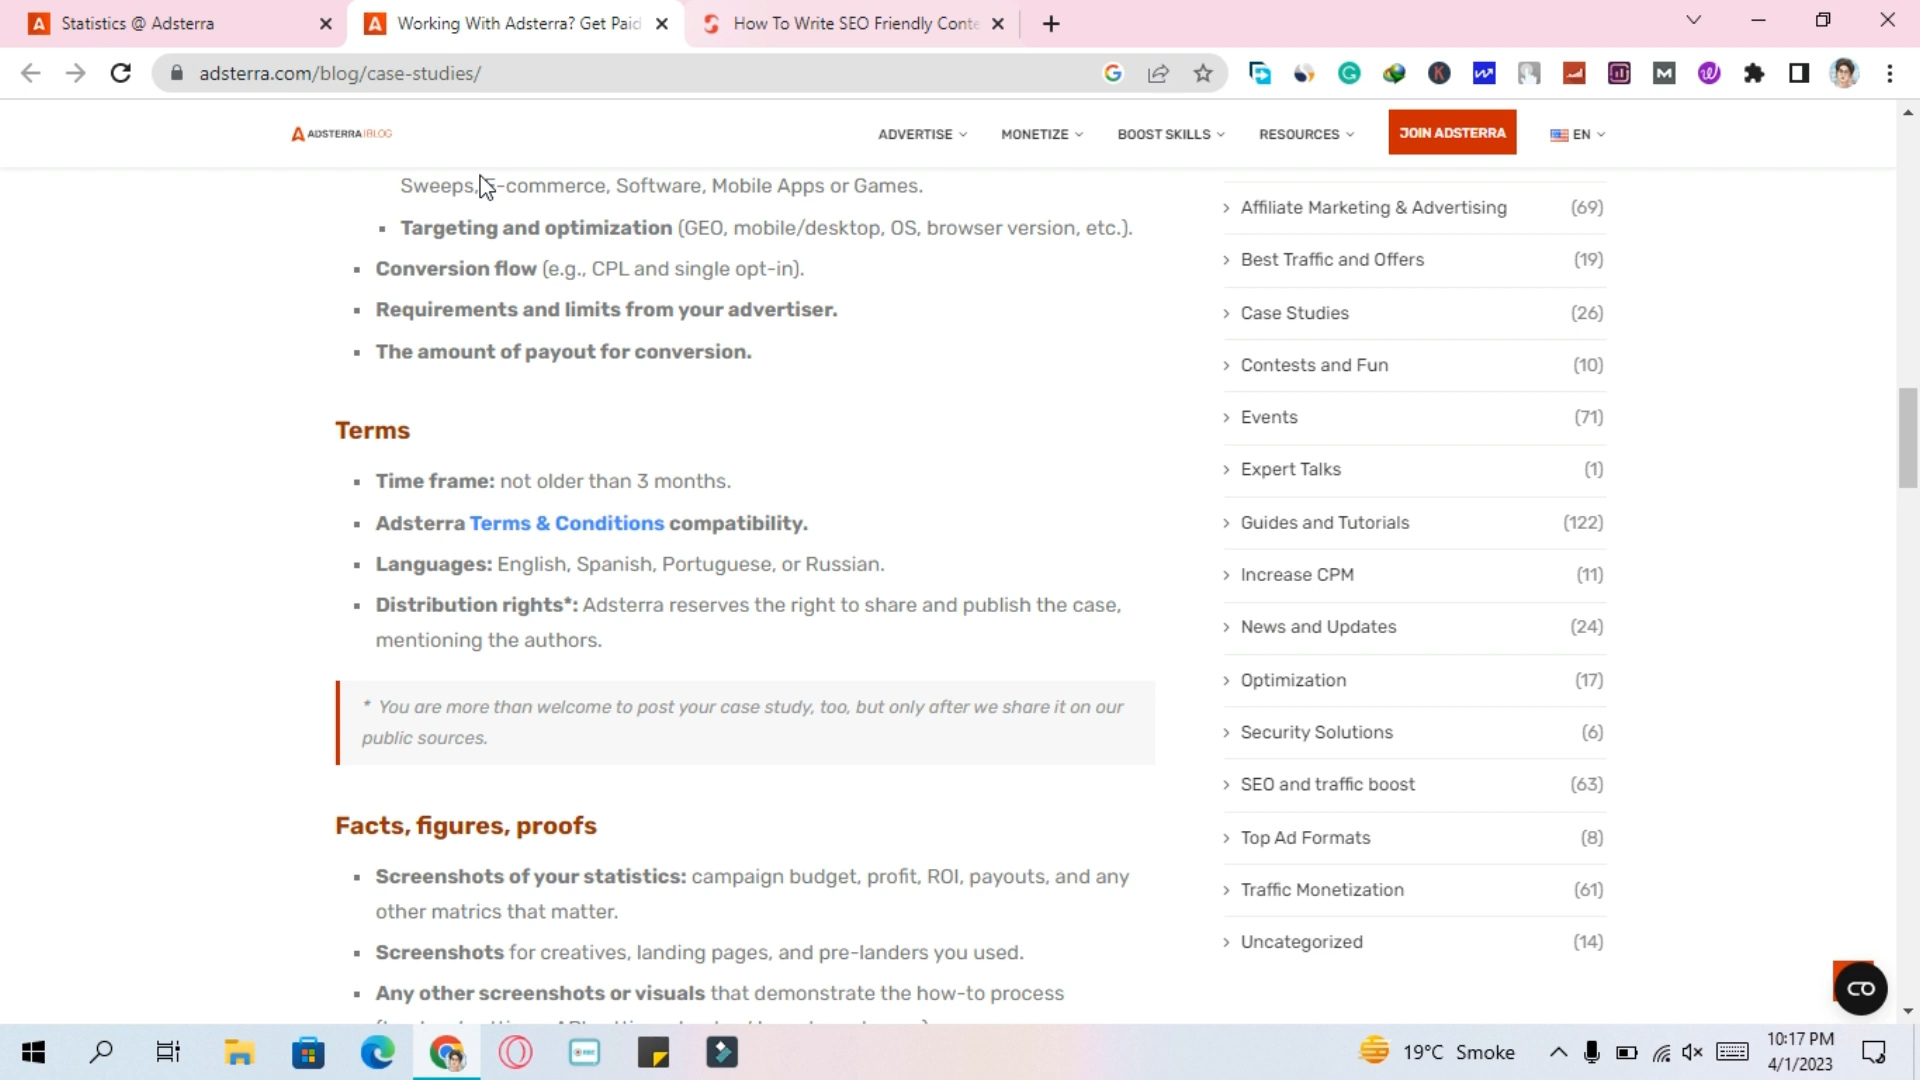 Statistics @ Adsterra
Working With Adsterra? Get Paid
How To Write SEO Friendly Conte
adsterra.com/blog/case-studies/
ADSTERRA|BLOG
ADVERTISE
MONETIZE
BOOST SKILLS
RESOURCES
JOIN ADSTERRA
EN
Sweeps, E-commerce, Software, Mobile Apps or Games.
Targeting and optimization (GEO, mobile/desktop, OS, browser version, etc.).
Conversion flow (e.g., CPL and single opt-in).
Requirements and limits from your advertiser.
The amount of payout for conversion.
Terms
Time frame: not older than 3 months.
Adsterra Terms & Conditions compatibility.
Languages: English, Spanish, Portuguese, or Russian.
Distribution rights*: Adsterra reserves the right to share and publish the case,
mentioning the authors.
* You are more than welcome to post your case study, too, but only after we share it on our
public sources.
Facts, figures, proofs
Screenshots of your statistics: campaign budget, profit, ROI, payouts, and any
other matrics that matter.
Screenshots for creatives, landing pages, and pre-landers you used.
Any other screenshots or visuals that demonstrate the how-to process
Affiliate Marketing & Advertising (69)
Best Traffic and Offers (19)
Case Studies (26)
Contests and Fun (10)
Events (71)
Expert Talks (1)
Guides and Tutorials (122)
Increase CPM (11)
News and Updates (24)
Optimization (17)
Security Solutions (6)
SEO and traffic boost (63)
Top Ad Formats (8)
Traffic Monetization (61)
Uncategorized (14)
19°C Smoke
10:17 PM
4/1/2023